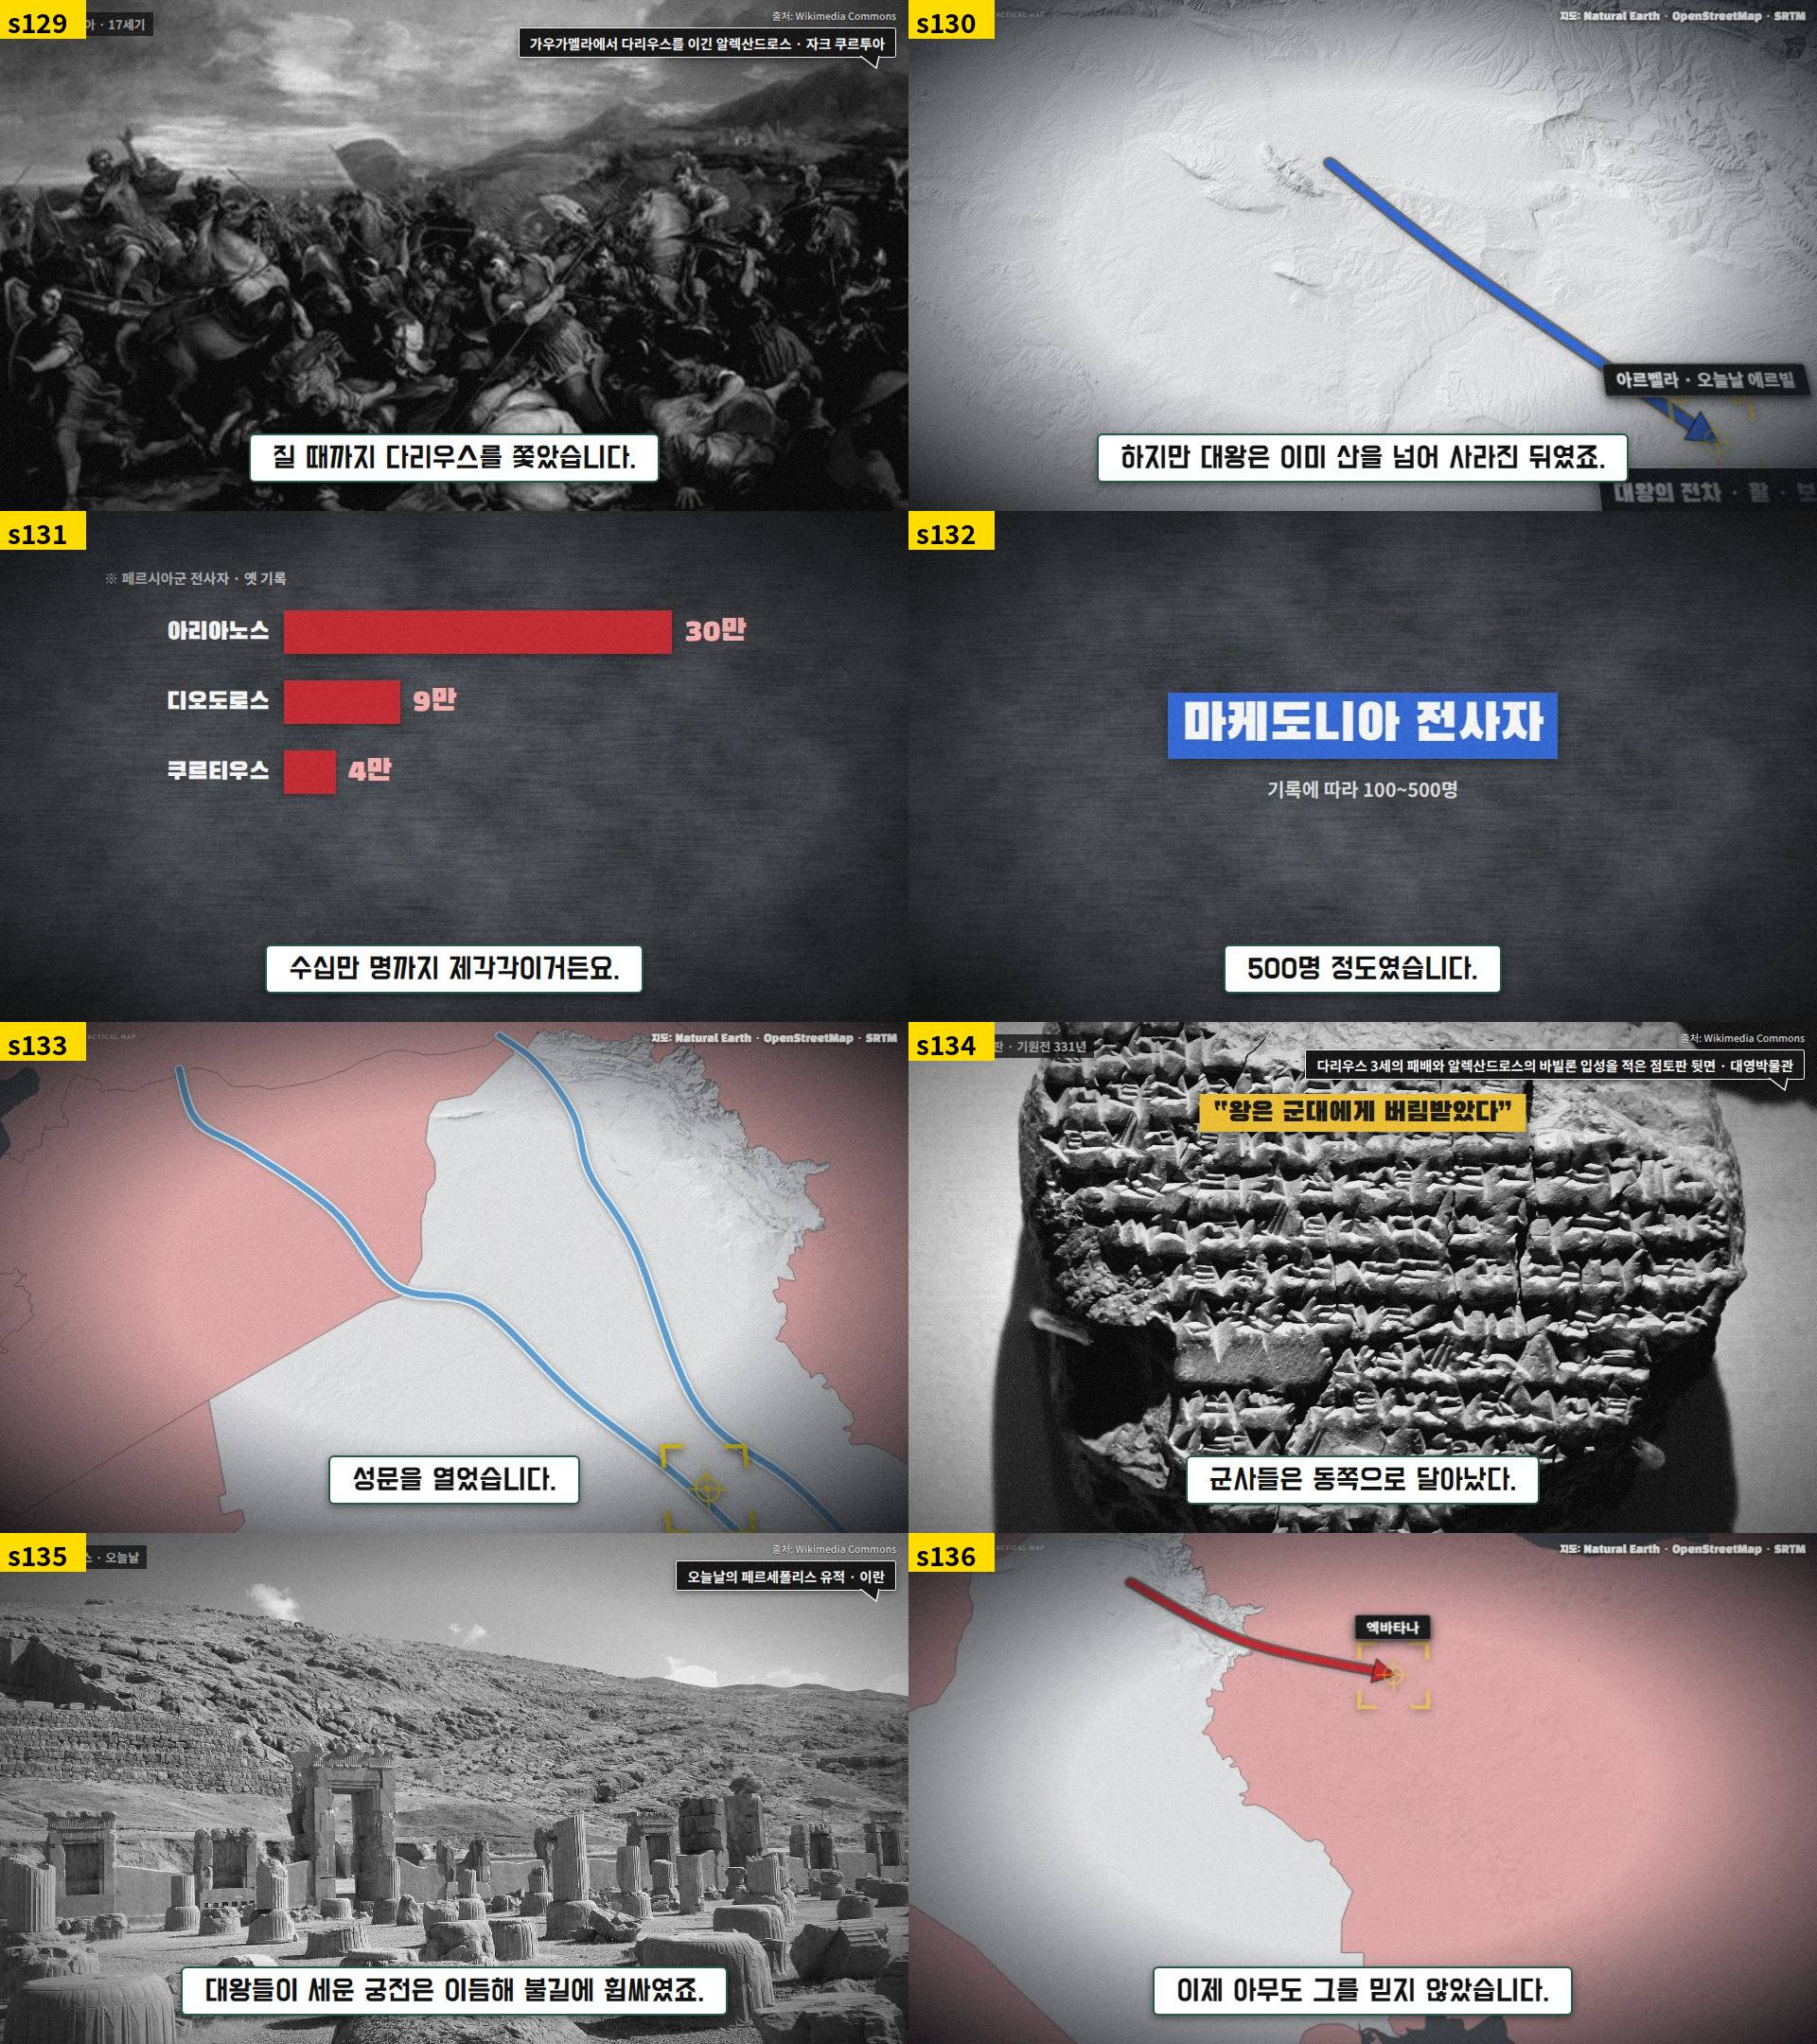 s129
아 · 17세기
출처: Wikimedia Commons
가우가멜라에서 다리우스를 이긴 알렉산드로스 · 자크 쿠르투아
질 때까지 다리우스를 쫓았습니다.
s130
ACTICAL MAP
지도: Natural Earth · OpenStreetMap · SRTM
아르벨라 · 오늘날 에르빌
하지만 대왕은 이미 산을 넘어 사라진 뒤였죠.
대왕의 전차 · 활 · 보
s131
※ 페르시아군 전사자 · 옛 기록
아리아노스 30만
디오도로스 9만
쿠르티우스 4만
수십만 명까지 제각각이거든요.
s132
마케도니아 전사자
기록에 따라 100~500명
500명 정도였습니다.
s133
ACTICAL MAP
지도: Natural Earth · OpenStreetMap · SRTM
성문을 열었습니다.
s134
판 · 기원전 331년
출처: Wikimedia Commons
다리우스 3세의 패배와 알렉산드로스의 바빌론 입성을 적은 점토판 뒷면 · 대영박물관
“왕은 군대에게 버림받았다”
군사들은 동쪽으로 달아났다.
s135
스 · 오늘날
출처: Wikimedia Commons
오늘날의 페르세폴리스 유적 · 이란
대왕들이 세운 궁전은 이듬해 불길에 휩싸였죠.
s136
ACTICAL MAP
지도: Natural Earth · OpenStreetMap · SRTM
엑바타나
이제 아무도 그를 믿지 않았습니다.